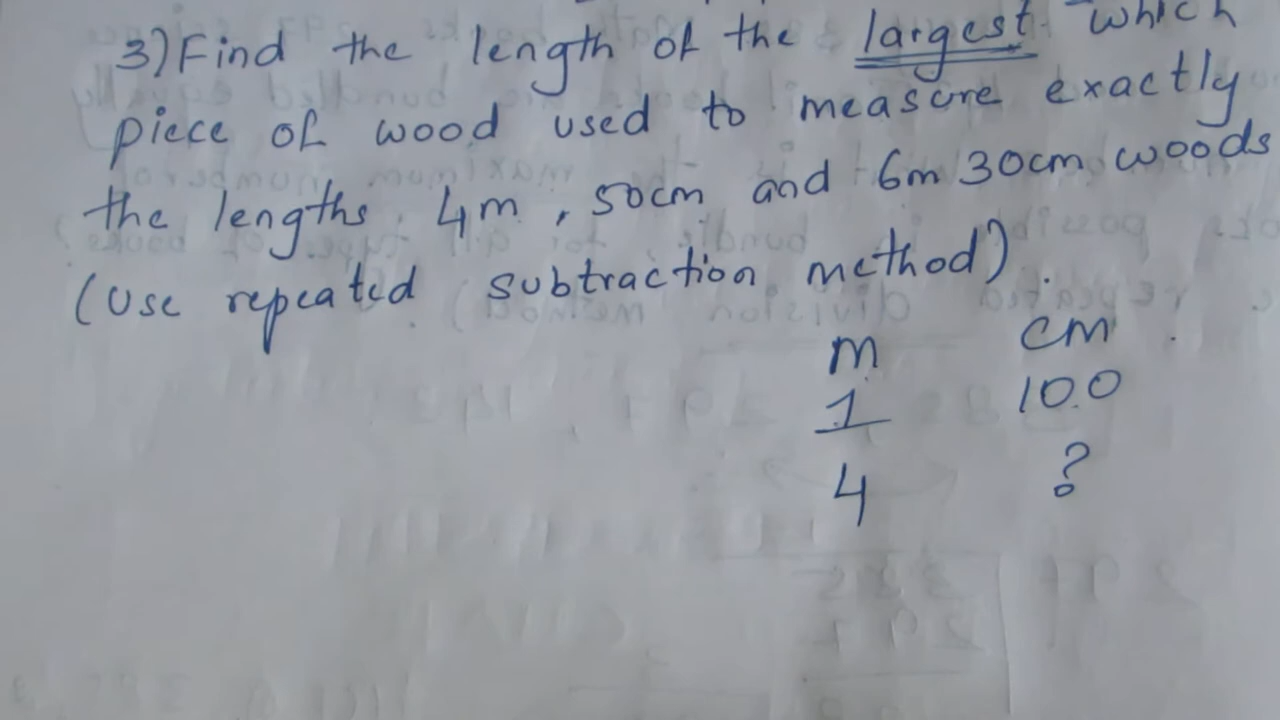 3) Find the length of the largest which
piece of wood used to measure exactly
the lengths 4m, 50cm and 6m 30cm woods
(Use repeated subtraction method).
m cm
1 100
4 ?